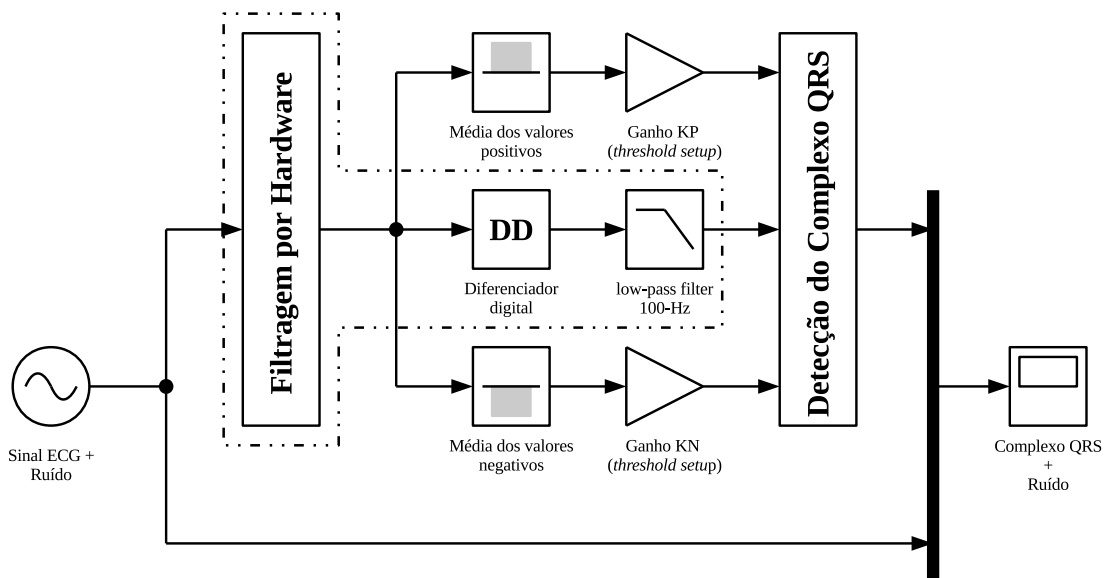 Sinal ECG +
Ruído
Filtragem por Hardware
Média dos valores
positivos
Ganho KP
(threshold setup)
DD
Diferenciador
digital
low-pass filter
100-Hz
Média dos valores
negativos
Ganho KN
(threshold setup)
Detecção do Complexo QRS
Complexo QRS
+
Ruído